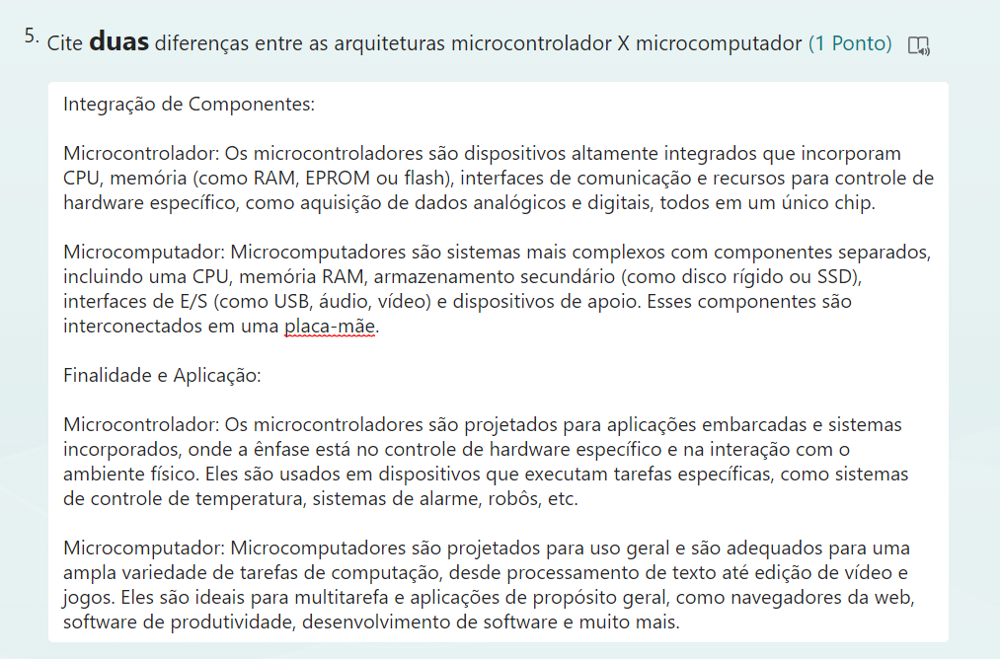 5. Cite duas diferenças entre as arquiteturas microcontrolador X microcomputador (1 Ponto)
Integração de Componentes:
Microcontrolador: Os microcontroladores são dispositivos altamente integrados que incorporam
CPU, memória (como RAM, EPROM ou flash), interfaces de comunicação e recursos para controle de
hardware específico, como aquisição de dados analógicos e digitais, todos em um único chip.
Microcomputador: Microcomputadores são sistemas mais complexos com componentes separados,
incluindo uma CPU, memória RAM, armazenamento secundário (como disco rígido ou SSD),
interfaces de E/S (como USB, áudio, vídeo) e dispositivos de apoio. Esses componentes são
interconectados em uma placa-mãe.
Finalidade e Aplicação:
Microcontrolador: Os microcontroladores são projetados para aplicações embarcadas e sistemas
incorporados, onde a ênfase está no controle de hardware específico e na interação com o
ambiente físico. Eles são usados em dispositivos que executam tarefas específicas, como sistemas
de controle de temperatura, sistemas de alarme, robôs, etc.
Microcomputador: Microcomputadores são projetados para uso geral e são adequados para uma
ampla variedade de tarefas de computação, desde processamento de texto até edição de vídeo e
jogos. Eles são ideais para multitarefa e aplicações de propósito geral, como navegadores da web,
software de produtividade, desenvolvimento de software e muito mais.